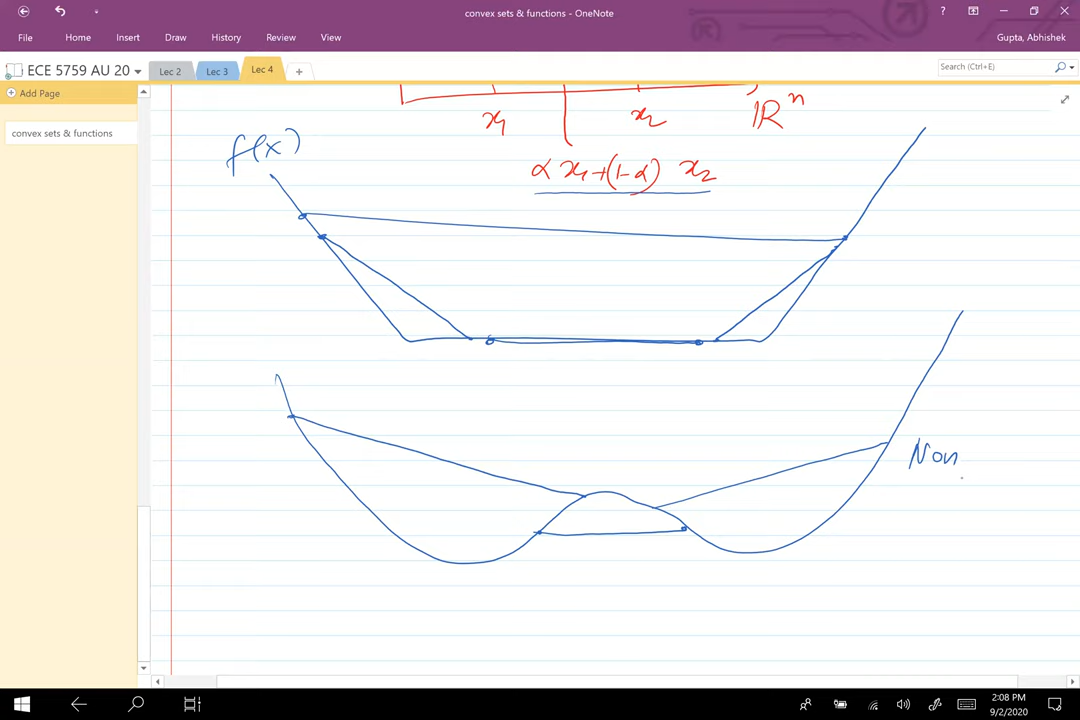 convex sets & functions - OneNote
?
File Home Insert Draw History Review View
Gupta, Abhishek
ECE 5759 AU 20 Lec 2 Lec 3 Lec 4 +
Search (Ctrl+E)
Add Page
convex sets & functions
x₁ x₂ ℝⁿ
f(x)
α x₁+(1-α) x₂
Non
2:08 PM
9/2/2020